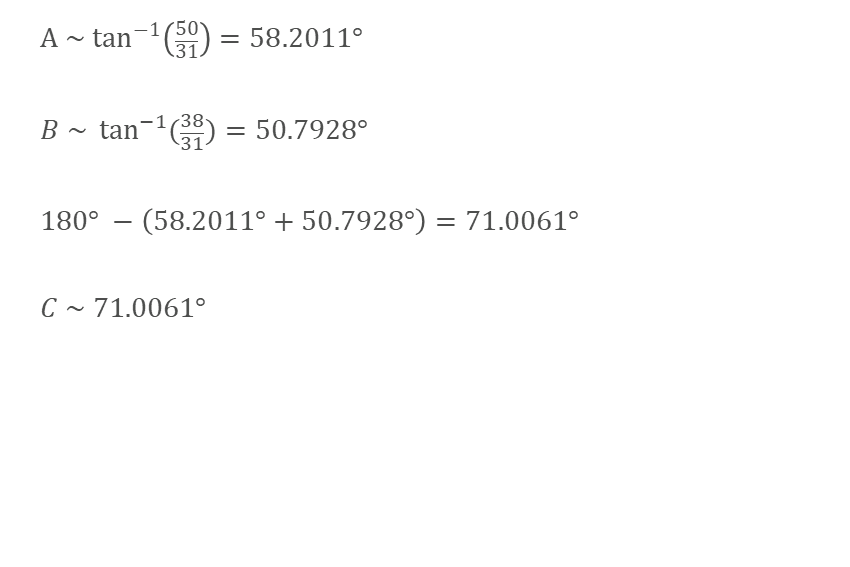 A ~ tan⁻¹(50/31) = 58.2011°
B ~ tan⁻¹(38/31) = 50.7928°
180° − (58.2011° + 50.7928°) = 71.0061°
C ~ 71.0061°